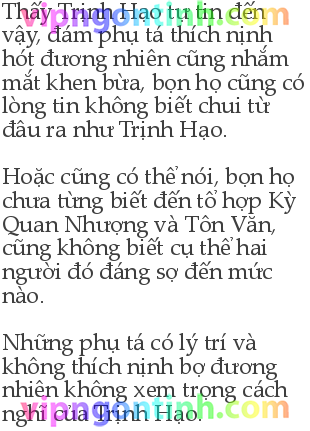 Thấy Trịnh Hạo tự tin đến
vậy, đám phụ tá thích nịnh
hót đương nhiên cũng nhắm
mắt khen bừa, bọn họ cũng có
lòng tin không biết chui từ
đâu ra như Trịnh Hạo.
Hoặc cũng có thể nói, bọn họ
chưa từng biết đến tổ hợp Kỳ
Quan Nhượng và Tôn Văn,
cũng không biết cụ thể hai
người đó đáng sợ đến mức
nào.
Những phụ tá có lý trí và
không thích nịnh bợ đương
nhiên không xem trọng cách
nghĩ của Trịnh Hạo.
vipngontinh.com
vipngontinh.com